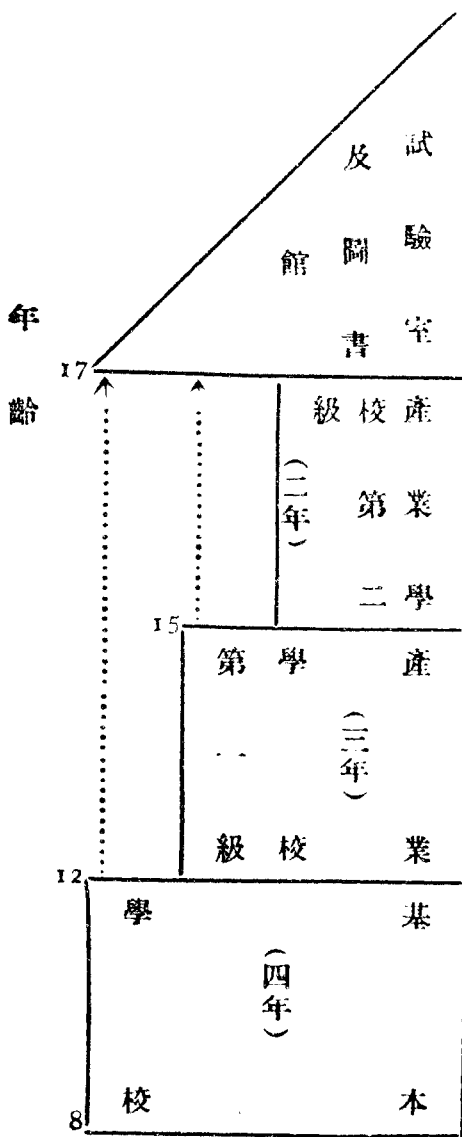 試驗室
及圖書
館
年齡
17
產業學
校第二
級
(二年)
15
產業
(三年)
學校
第一級
12
基本
(四年)
學校
8